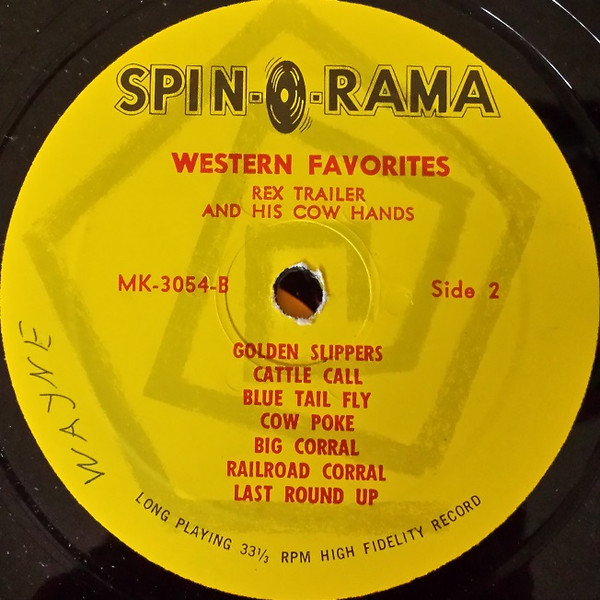 SPIN-O-RAMA
WESTERN FAVORITES
REX TRAILER
AND HIS COW HANDS
MK-3054-B
Side 2
GOLDEN SLIPPERS
CATTLE CALL
BLUE TAIL FLY
COW POKE
BIG CORRAL
RAILROAD CORRAL
LAST ROUND UP
WAYNE
LONG PLAYING 33⅓ RPM HIGH FIDELITY RECORD